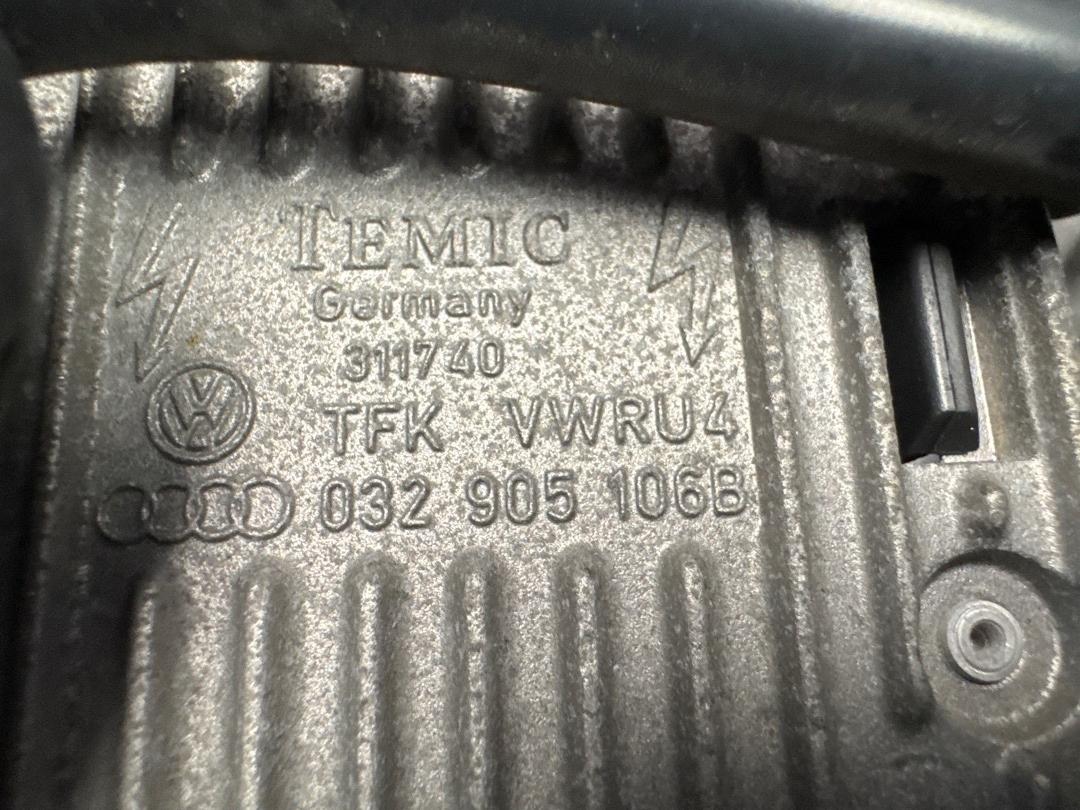 TEMIC
Germany
311740
TFK VWRU4
032 905 106B